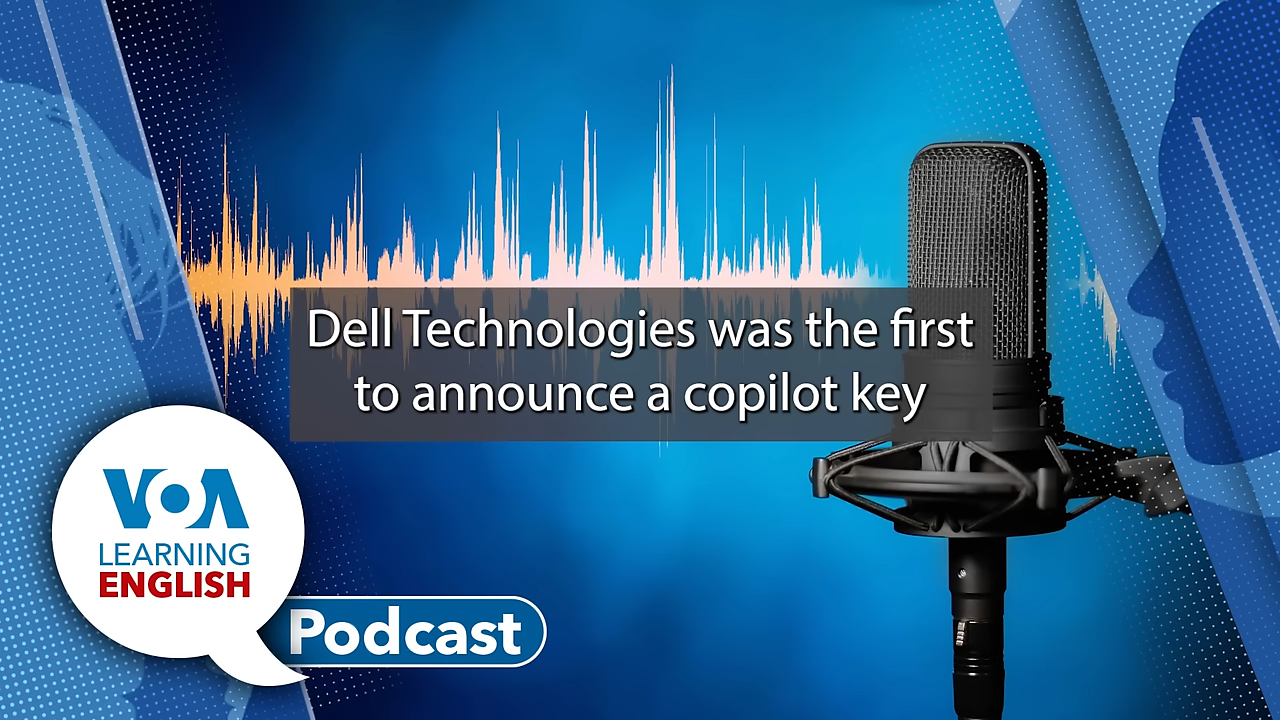 Dell Technologies was the first
to announce a copilot key
VOA
LEARNING
ENGLISH
Podcast